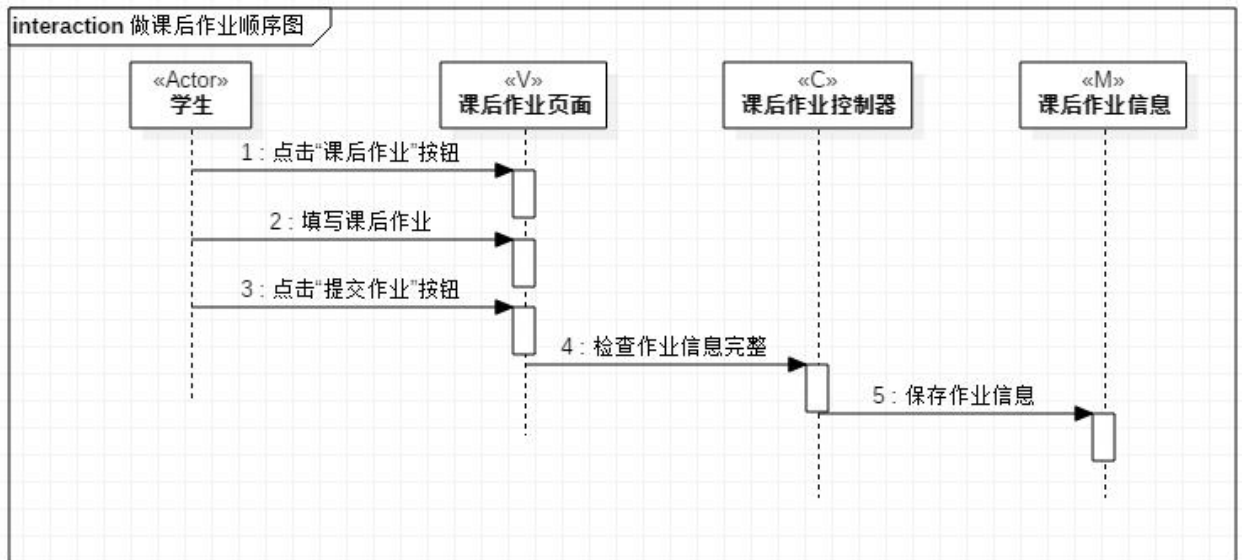 interaction 做课后作业顺序图
«Actor»
学生
«V»
课后作业页面
«C»
课后作业控制器
«M»
课后作业信息
1 : 点击“课后作业”按钮
2 : 填写课后作业
3 : 点击“提交作业”按钮
4 : 检查作业信息完整
5 : 保存作业信息